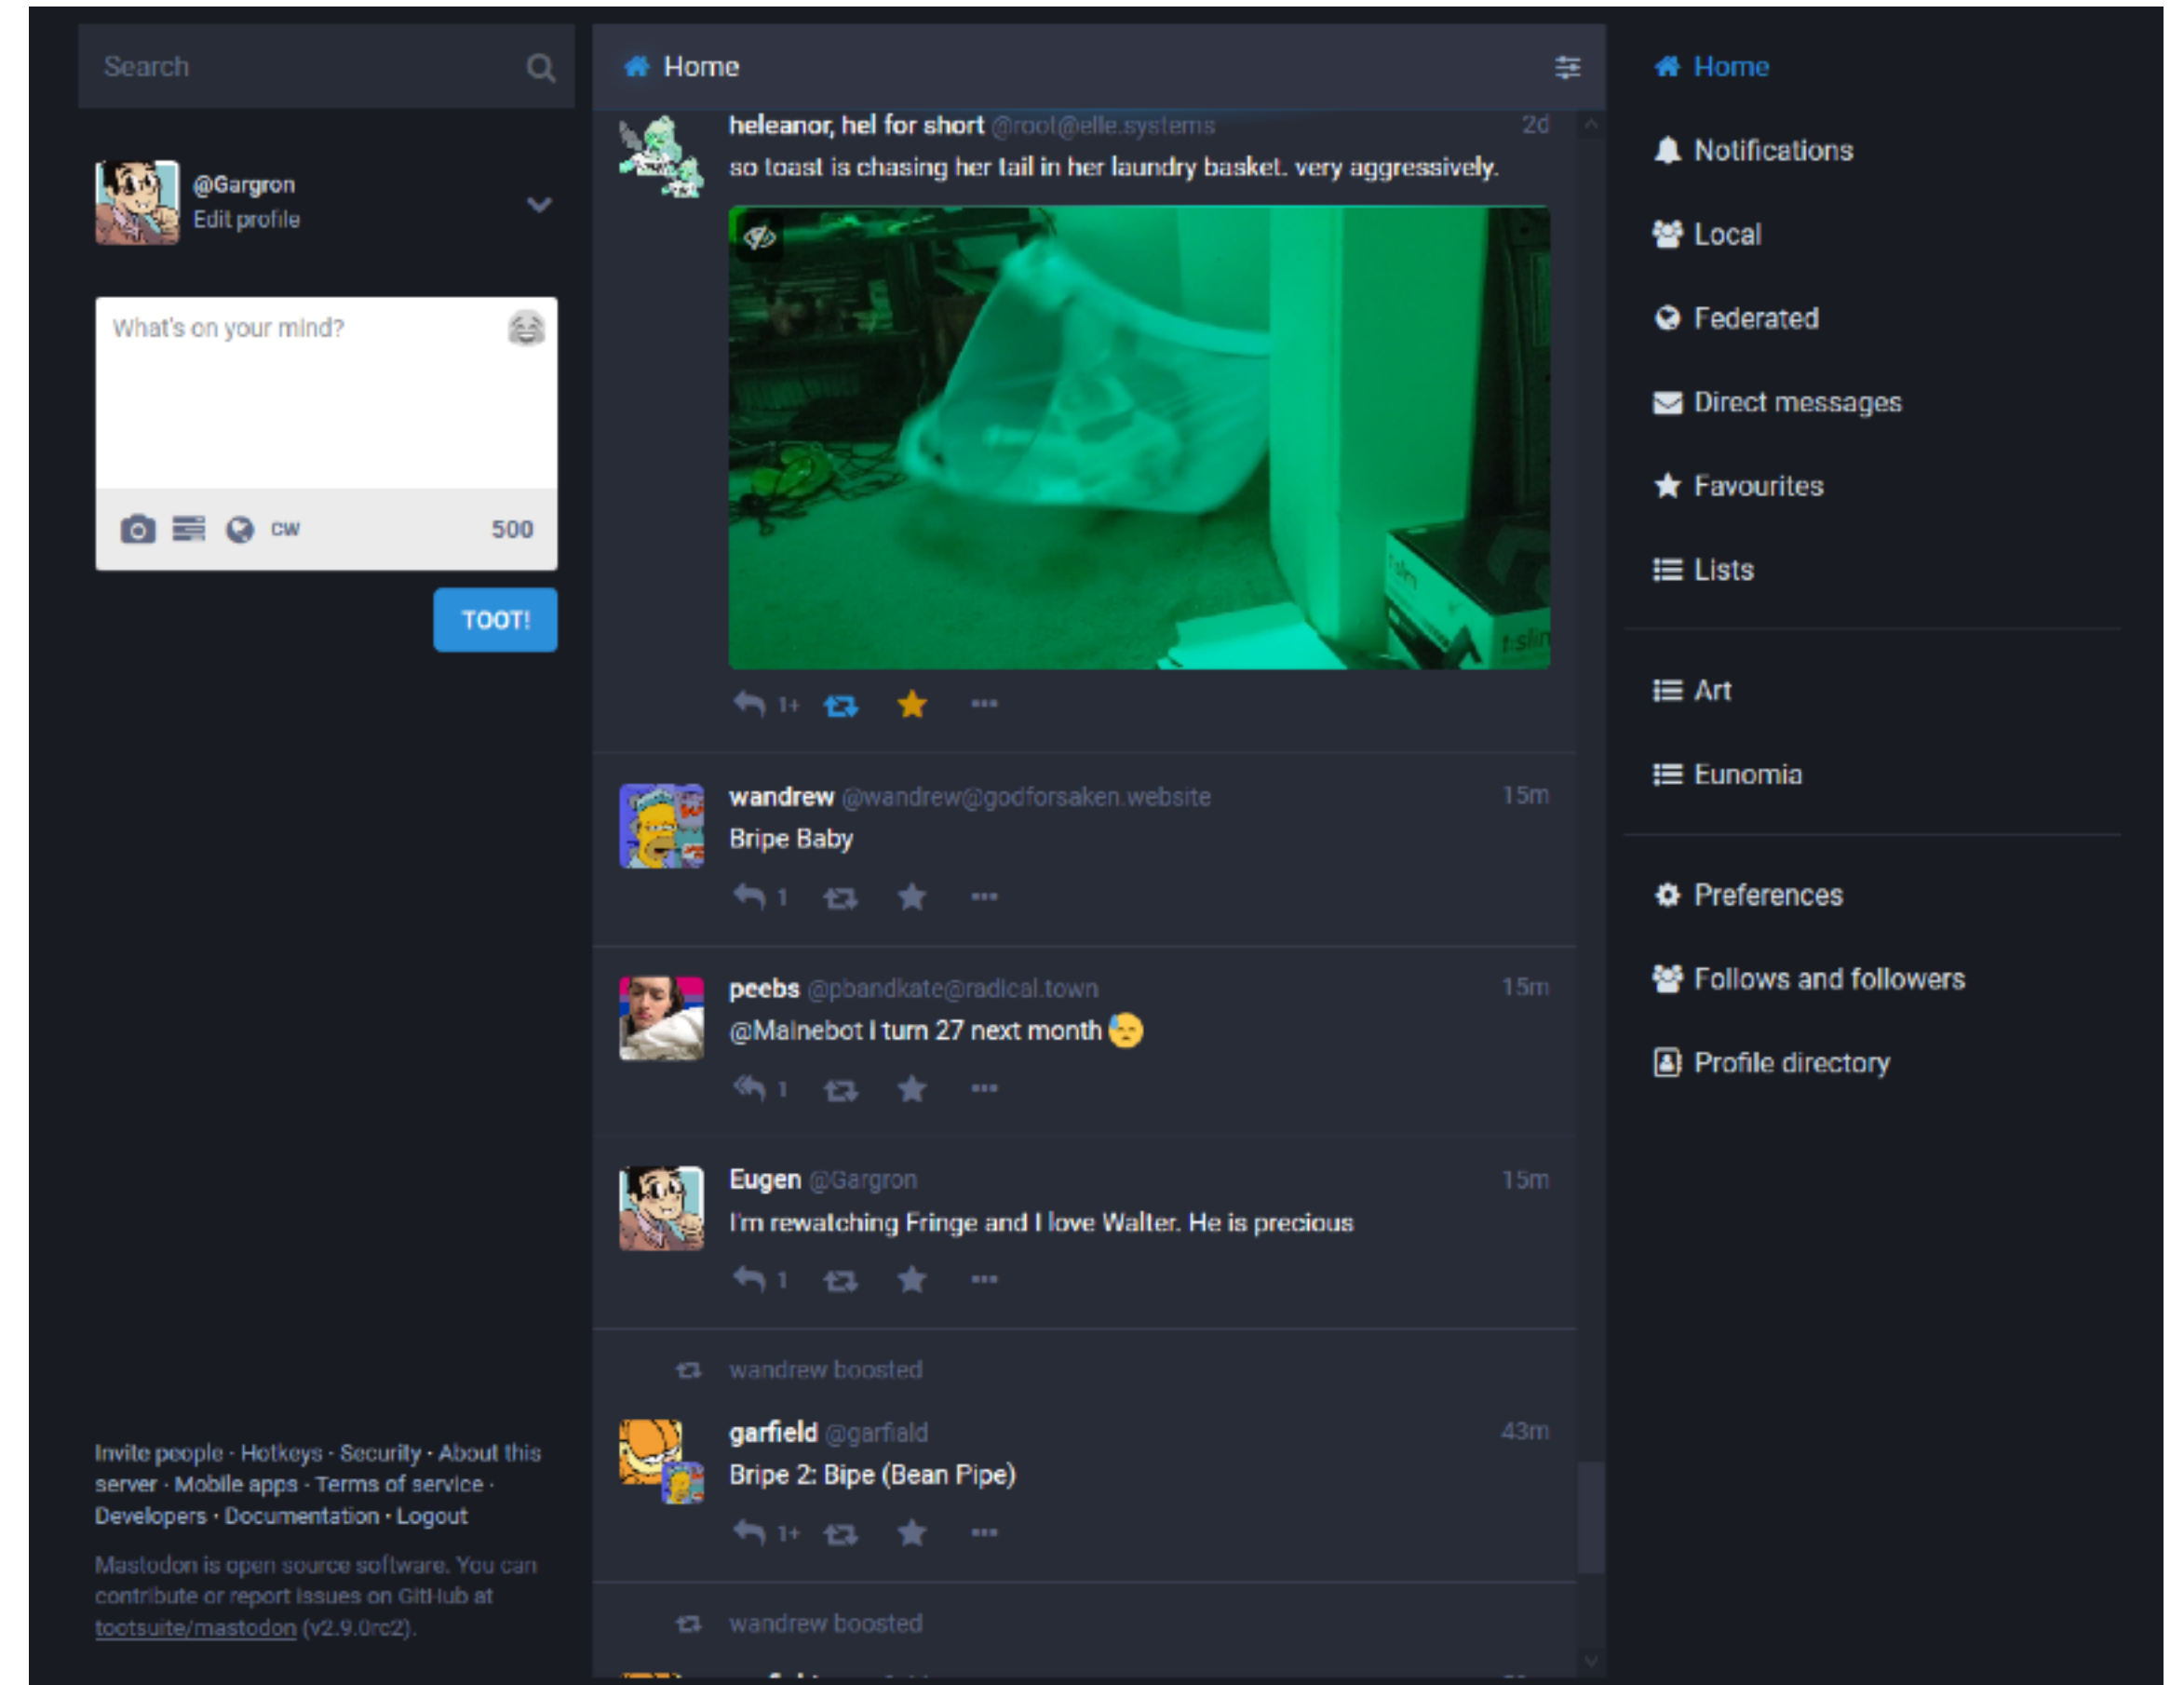 Search
@Gargron
Edit profile
What's on your mind?
CW
500
TOOT!
Invite people · Hotkeys · Security · About this
server · Mobile apps · Terms of service ·
Developers · Documentation · Logout
Mastodon is open source software. You can
contribute or report issues on GitHub at
tootsuite/mastodon (v2.9.0rc2).
Home
heleanor, hel for short @root@elle.systems 2d
so toast is chasing her tail in her laundry basket. very aggressively.
t:slim
t:slim
1+
wandrew @wandrew@godforsaken.website 15m
Bripe Baby
1
peebs @pbandkate@radical.town 15m
@Mainebot I turn 27 next month 😓
1
Eugen @Gargron 15m
I'm rewatching Fringe and I love Walter. He is precious
1
wandrew boosted
garfield @garfiald 43m
Bripe 2: Bipe (Bean Pipe)
1+
wandrew boosted
Home
Notifications
Local
Federated
Direct messages
Favourites
Lists
Art
Eunomia
Preferences
Follows and followers
Profile directory